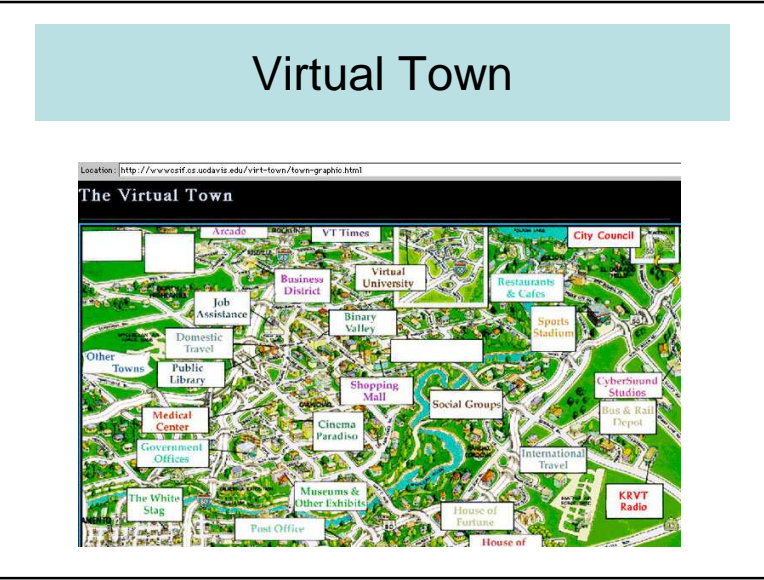 Virtual Town
Location: http://wwwcsif.cs.ucdavis.edu/virt-town/town-graphic.html
The Virtual Town
Arcade
VT Times
City Council
Virtual
University
Business
District
Restaurants
& Cafes
Job
Assistance
Binary
Valley
Sports
Stadium
Domestic
Travel
Other
Towns
Public
Library
Shopping
Mall
CyberSound
Studios
Social Groups
Medical
Center
Bus & Rail
Depot
Cinema
Paradiso
Government
Offices
International
Travel
The White
Stag
Museums &
Other Exhibits
KRVT
Radio
House of
Fortune
Post Office
House of